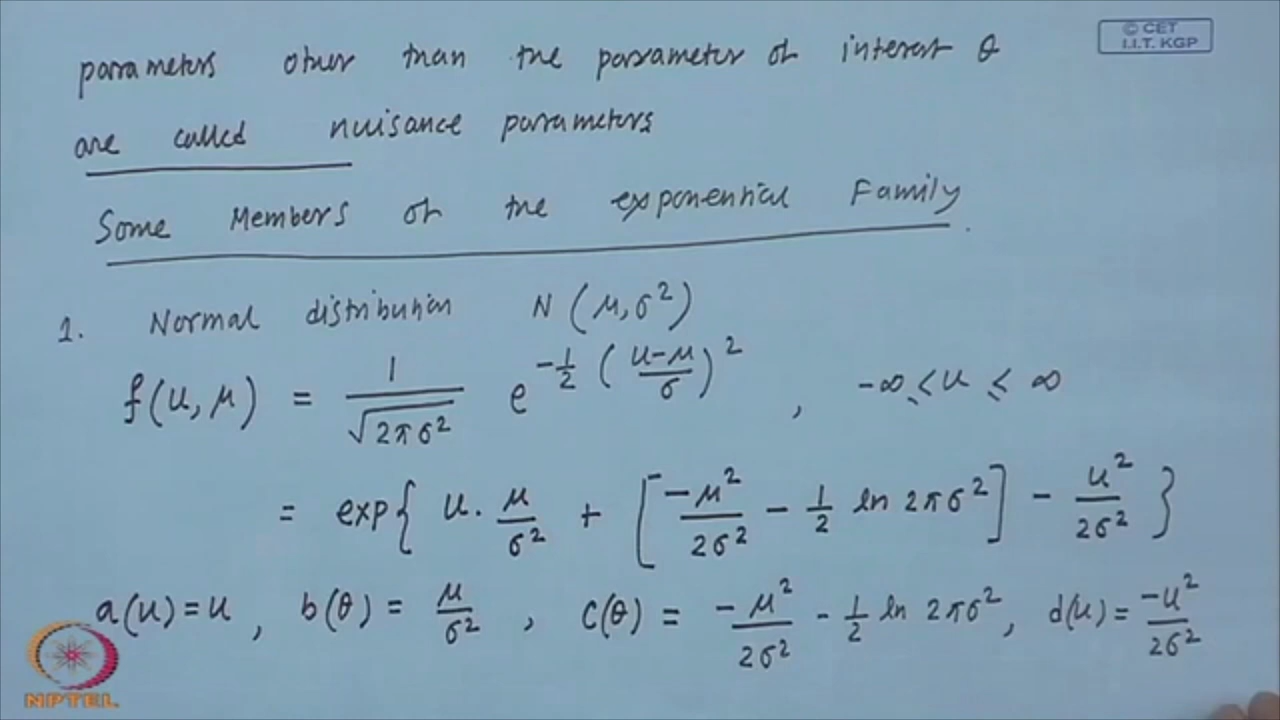 © CET
I.I.T. KGP
parameters other than the parameter of interest θ
are called nuisance parameters
Some Members of the exponential Family.
1. Normal distribution N(μ,σ²)
f(u,μ) = 1/√(2πσ²) e^(-1/2 ((u-μ)/σ)²) , -∞ ≤ u ≤ ∞
= exp{ u. μ/σ² + [ -μ²/2σ² - 1/2 ln 2πσ² ] - u²/2σ² }
a(u)=u , b(θ) = μ/σ² , c(θ) = -μ²/2σ² - 1/2 ln 2πσ², d(u) = -u²/2σ²
NPTEL